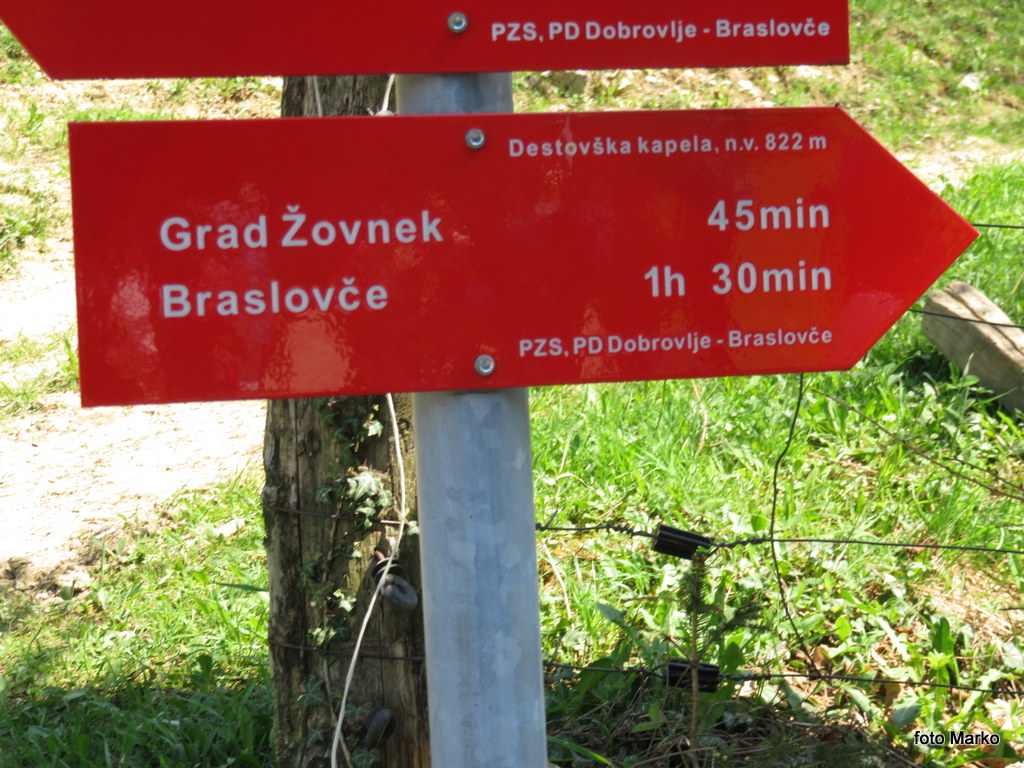 PZS, PD Dobrovlje - Braslovče
Destovška kapela, n.v. 822 m
Grad Žovnek 45min
Braslovče 1h 30min
PZS, PD Dobrovlje - Braslovče
foto Marko